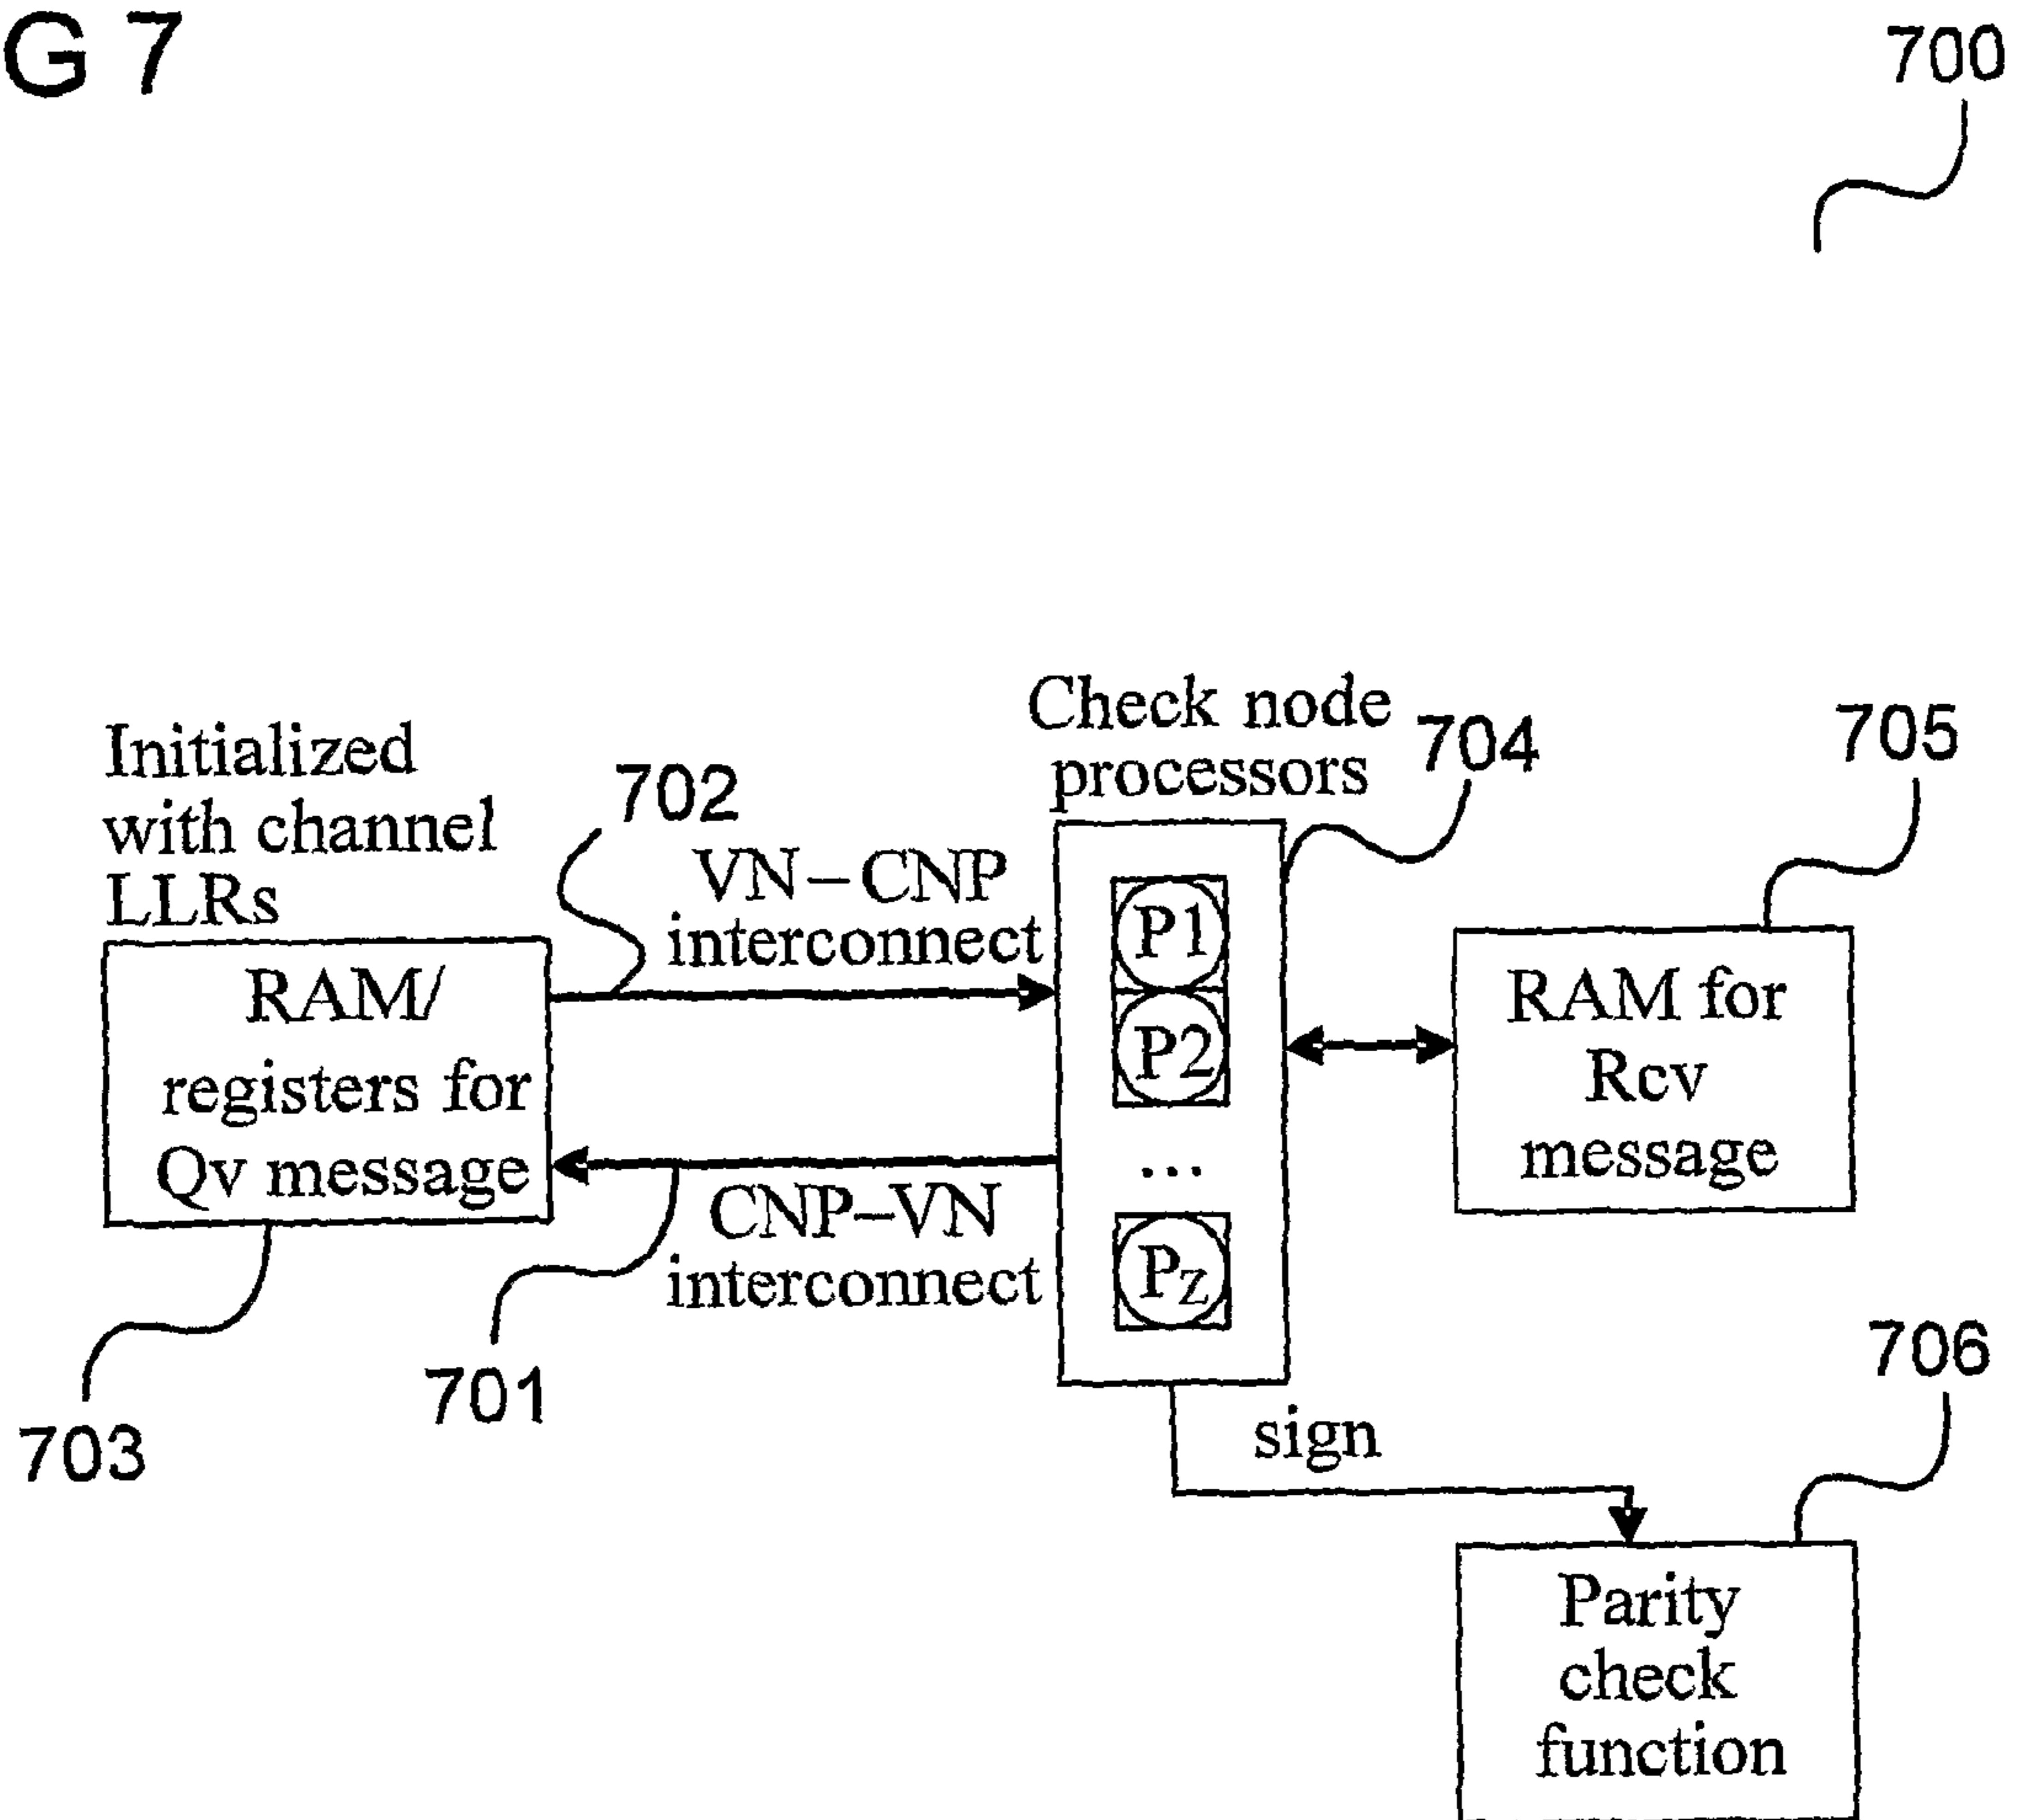 G 7
700
Check node
processors
704
705
Initialized
with channel
LLRs
702
VN–CNP
interconnect
RAM/
registers for
Qv message
P1
P2
...
Pz
RAM for
Rcv
message
CNP–VN
interconnect
701
703
sign
706
Parity
check
function